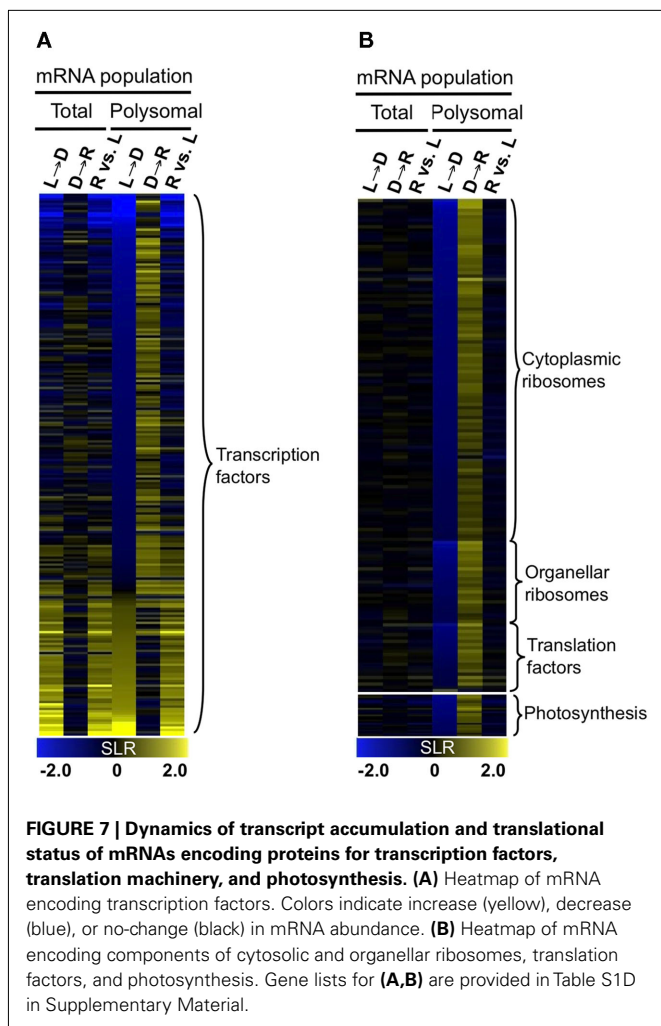 A
mRNA population
Total Polysomal
L→D D→R R vs. L L→D D→R R vs. L
Transcription
factors
SLR
-2.0 0 2.0
B
mRNA population
Total Polysomal
L→D D→R R vs. L L→D D→R R vs. L
Cytoplasmic
ribosomes
Organellar
ribosomes
Translation
factors
Photosynthesis
SLR
-2.0 0 2.0
FIGURE 7 | Dynamics of transcript accumulation and translational
status of mRNAs encoding proteins for transcription factors,
translation machinery, and photosynthesis. (A) Heatmap of mRNA
encoding transcription factors. Colors indicate increase (yellow), decrease
(blue), or no-change (black) in mRNA abundance. (B) Heatmap of mRNA
encoding components of cytosolic and organellar ribosomes, translation
factors, and photosynthesis. Gene lists for (A,B) are provided in Table S1D
in Supplementary Material.